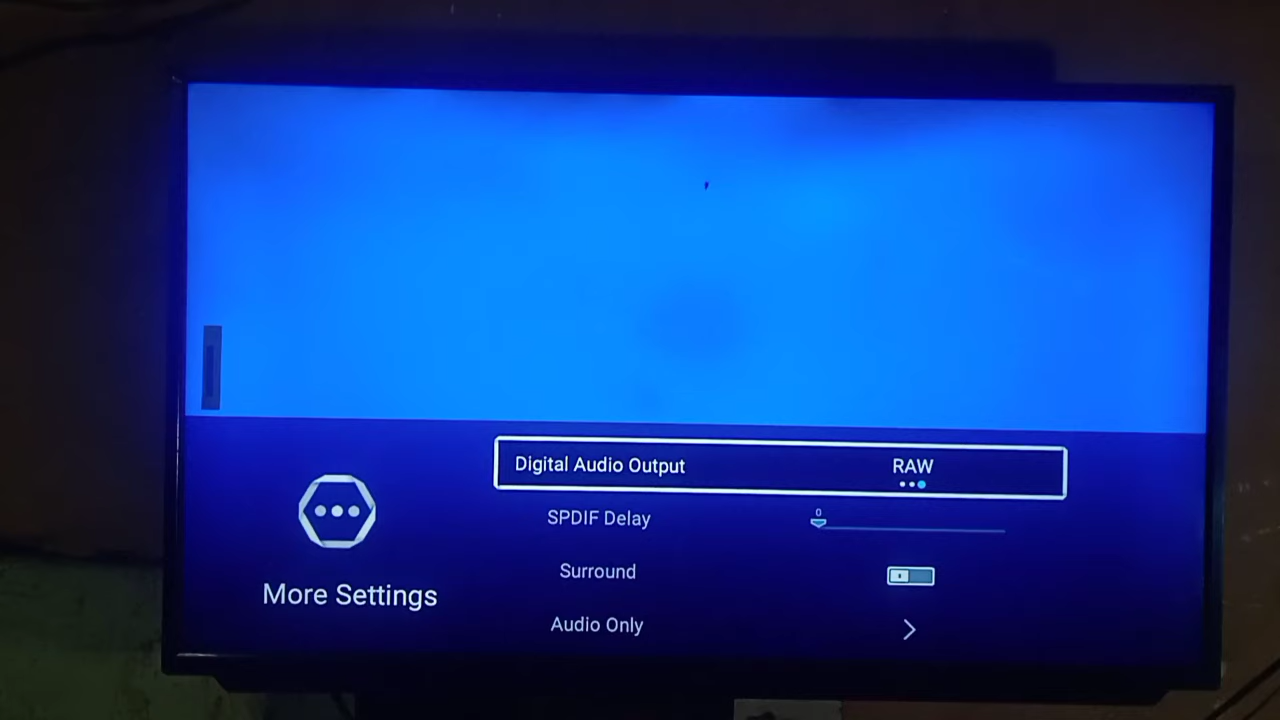 Digital Audio Output RAW
SPDIF Delay 0
Surround
Audio Only
More Settings